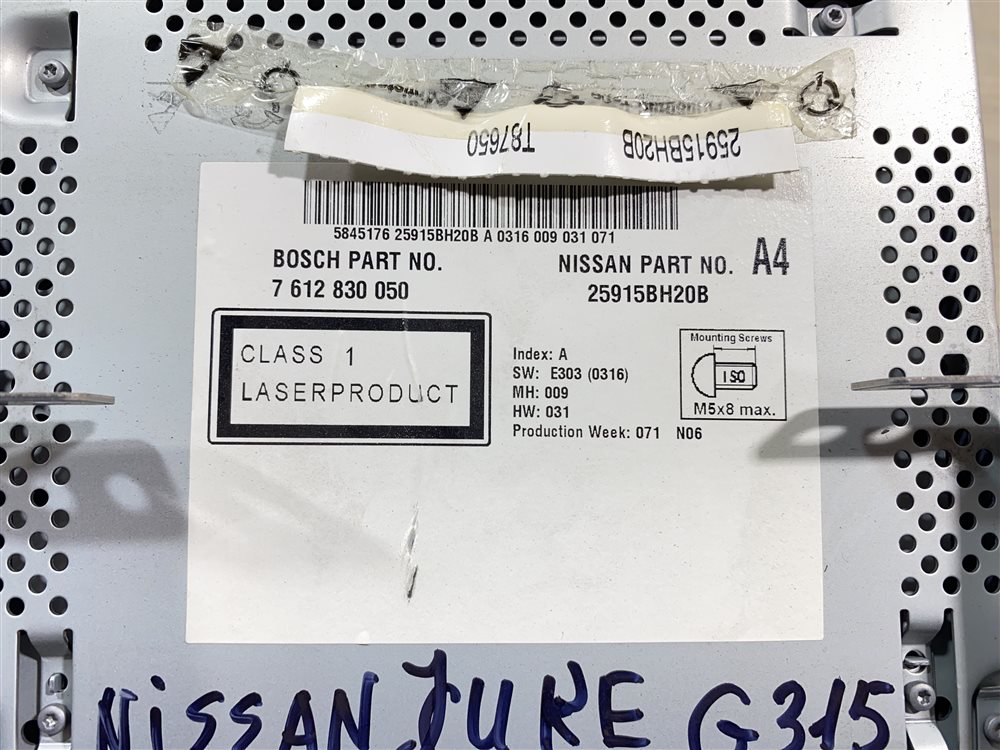 25915BH20B T87650
5845176 25915BH20B A 0316 009 031 071
BOSCH PART NO.
7 612 830 050
NISSAN PART NO. A4
25915BH20B
CLASS 1
LASERPRODUCT
Index: A
SW: E303 (0316)
MH: 009
HW: 031
Production Week: 071 N06
Mounting Screws
ISO
M5x8 max.
NISSAN JUKE G315